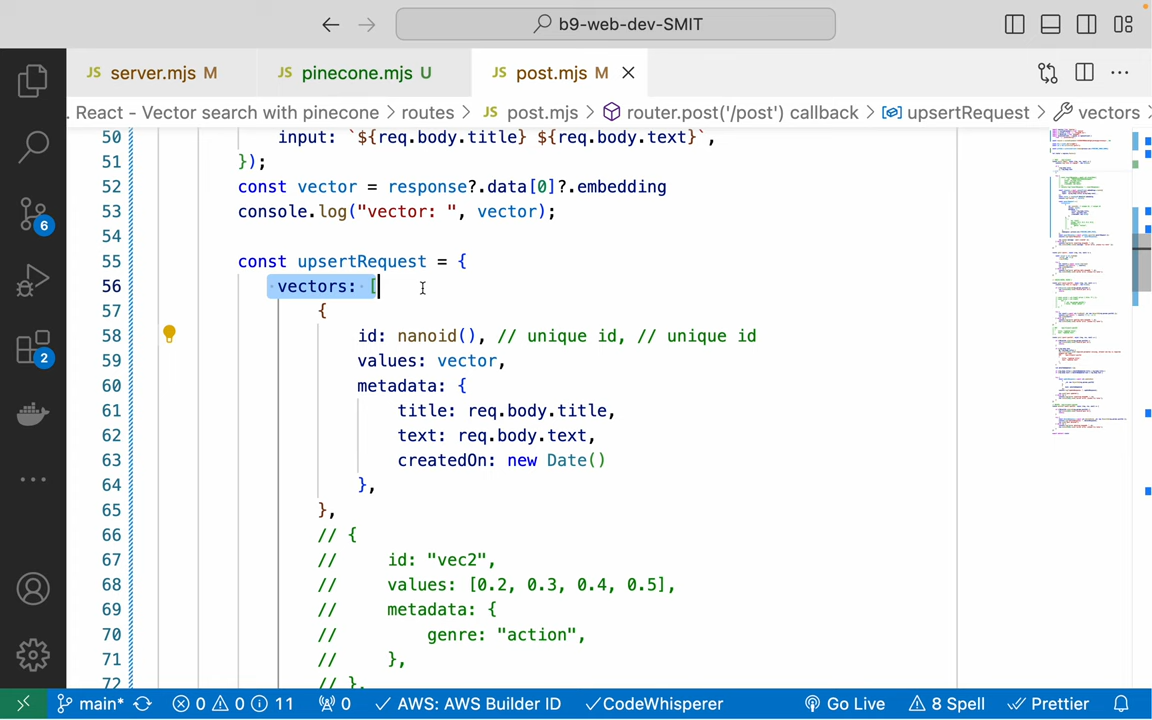 b9-web-dev-SMIT
JS server.mjs M JS pinecone.mjs U JS post.mjs M
. React - Vector search with pinecone > routes > JS post.mjs > router.post('/post') callback > upsertRequest > vectors >
50 input: `${req.body.title} ${req.body.text}`,
51 });
52 const vector = response?.data[0]?.embedding
53 console.log("vector: ", vector);
54
55 const upsertRequest = {
56 vectors: [
57 {
58 id: nanoid(), // unique id, // unique id
59 values: vector,
60 metadata: {
61 title: req.body.title,
62 text: req.body.text,
63 createdOn: new Date()
64 },
65 },
66 // {
67 // id: "vec2",
68 // values: [0.2, 0.3, 0.4, 0.5],
69 // metadata: {
70 // genre: "action",
71 // },
72 // },
6
2
main* 0 0 11 0 AWS: AWS Builder ID CodeWhisperer Go Live 8 Spell Prettier